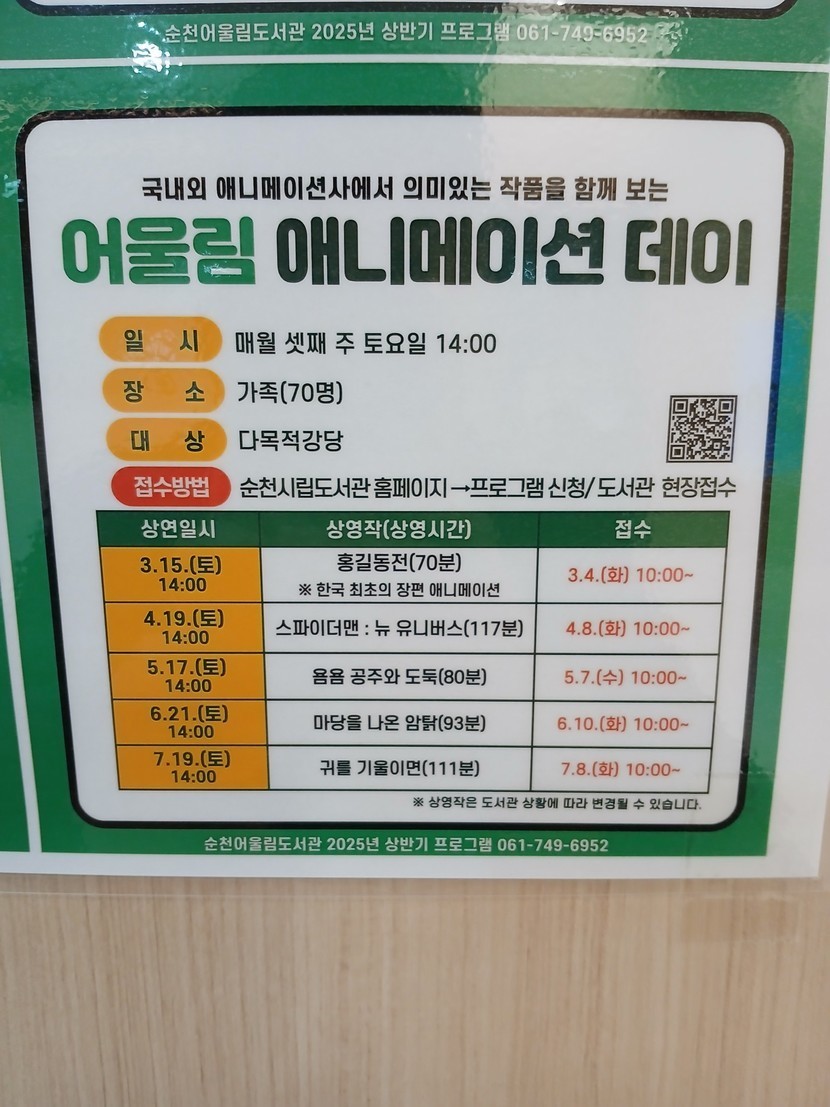 순천어울림도서관 2025년 상반기 프로그램 061-749-6952
국내외 애니메이션사에서 의미있는 작품을 함께 보는
어울림 애니메이션 데이
일 시 매월 셋째 주 토요일 14:00
장 소 가족(70명)
대 상 다목적강당
접수방법 순천시립도서관 홈페이지→프로그램 신청/ 도서관 현장접수
상연일시 상영작(상영시간) 접수
3.15.(토) 14:00 홍길동전(70분) ※ 한국 최초의 장편 애니메이션 3.4.(화) 10:00~
4.19.(토) 14:00 스파이더맨 : 뉴 유니버스(117분) 4.8.(화) 10:00~
5.17.(토) 14:00 욤욤 공주와 도둑(80분) 5.7.(수) 10:00~
6.21.(토) 14:00 마당을 나온 암탉(93분) 6.10.(화) 10:00~
7.19.(토) 14:00 귀를 기울이면(111분) 7.8.(화) 10:00~
※ 상영작은 도서관 상황에 따라 변경될 수 있습니다.
순천어울림도서관 2025년 상반기 프로그램 061-749-6952